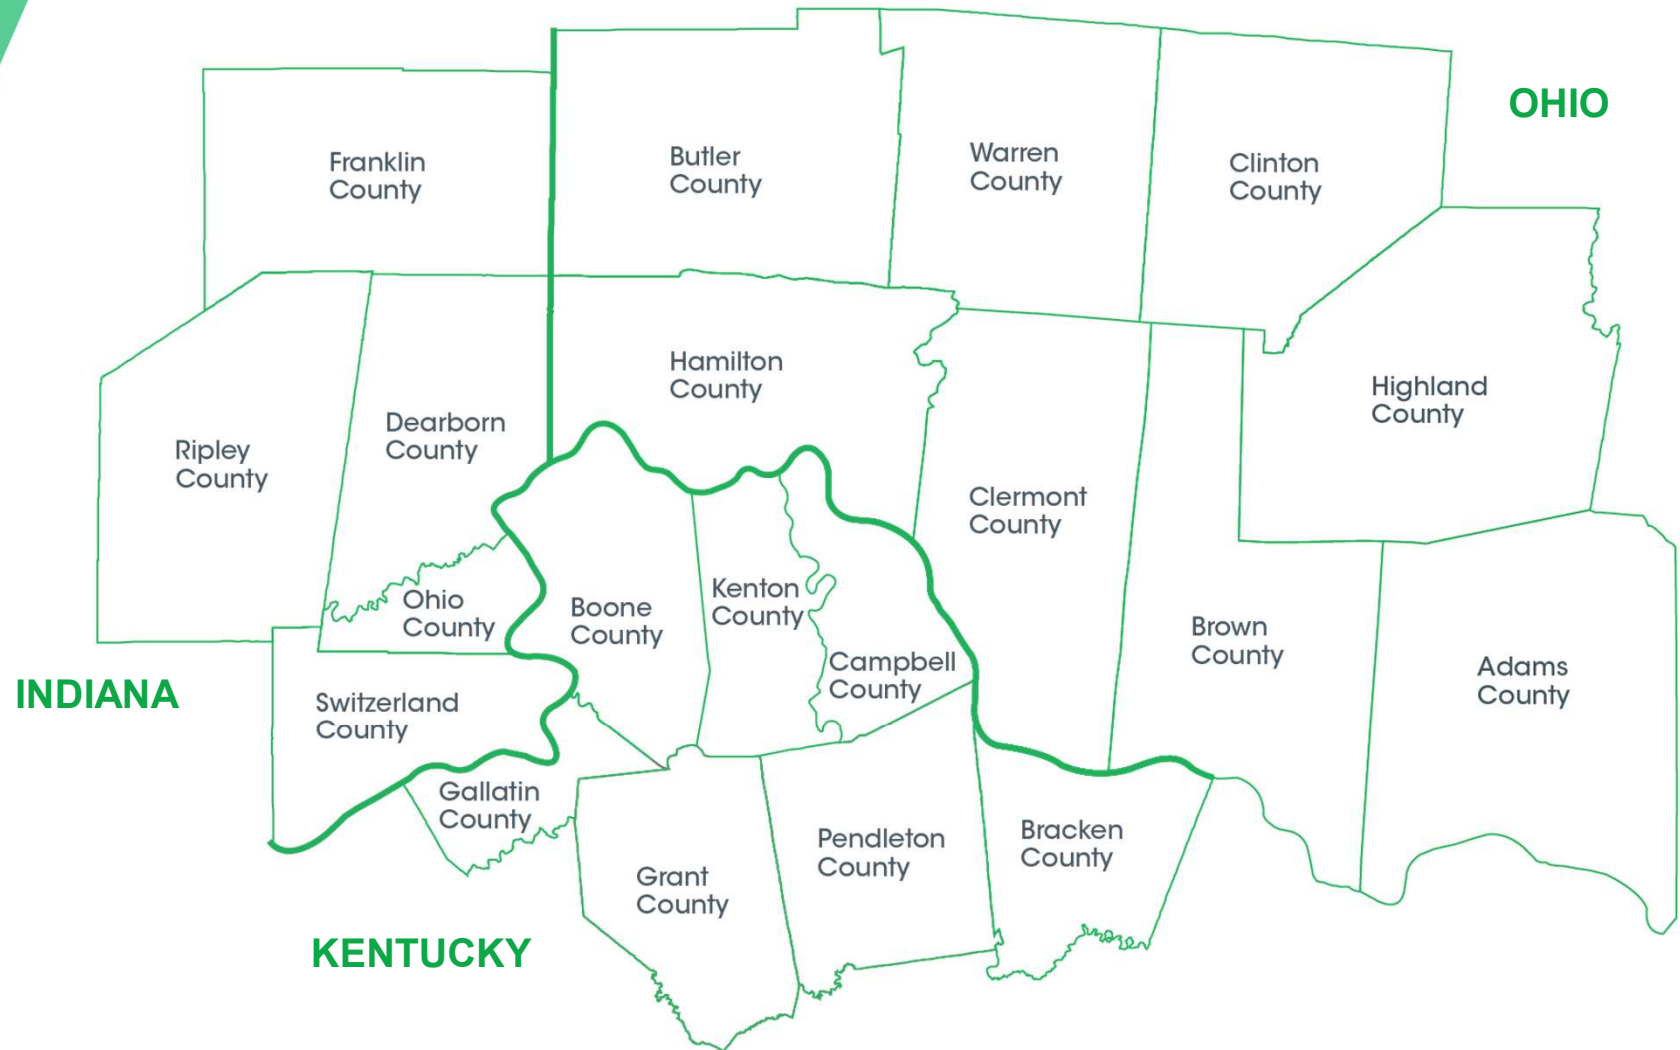 OHIO
Franklin
County
Butler
County
Warren
County
Clinton
County
Hamilton
County
Highland
County
Dearborn
County
Ripley
County
Clermont
County
Ohio
County
Boone
County
Kenton
County
Brown
County
Campbell
County
Adams
County
INDIANA
Switzerland
County
Gallatin
County
Pendleton
County
Bracken
County
Grant
County
KENTUCKY